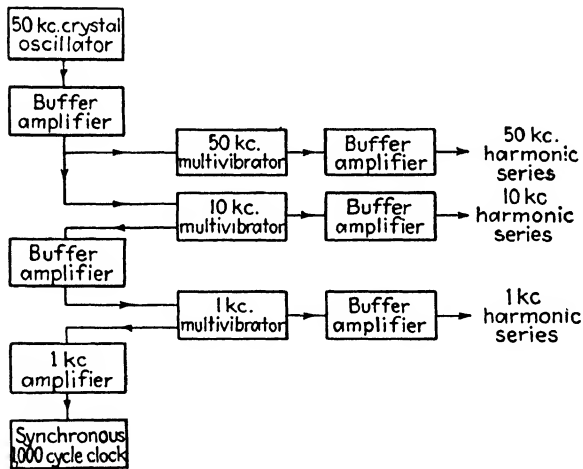 50 kc. crystal
oscillator
Buffer
amplifier
50 kc.
multivibrator
Buffer
amplifier
50 kc.
harmonic
series
10 kc.
multivibrator
Buffer
amplifier
10 kc
harmonic
series
Buffer
amplifier
1 kc.
multivibrator
Buffer
amplifier
1 kc
harmonic
series
1 kc
amplifier
Synchronous
1,000 cycle clock